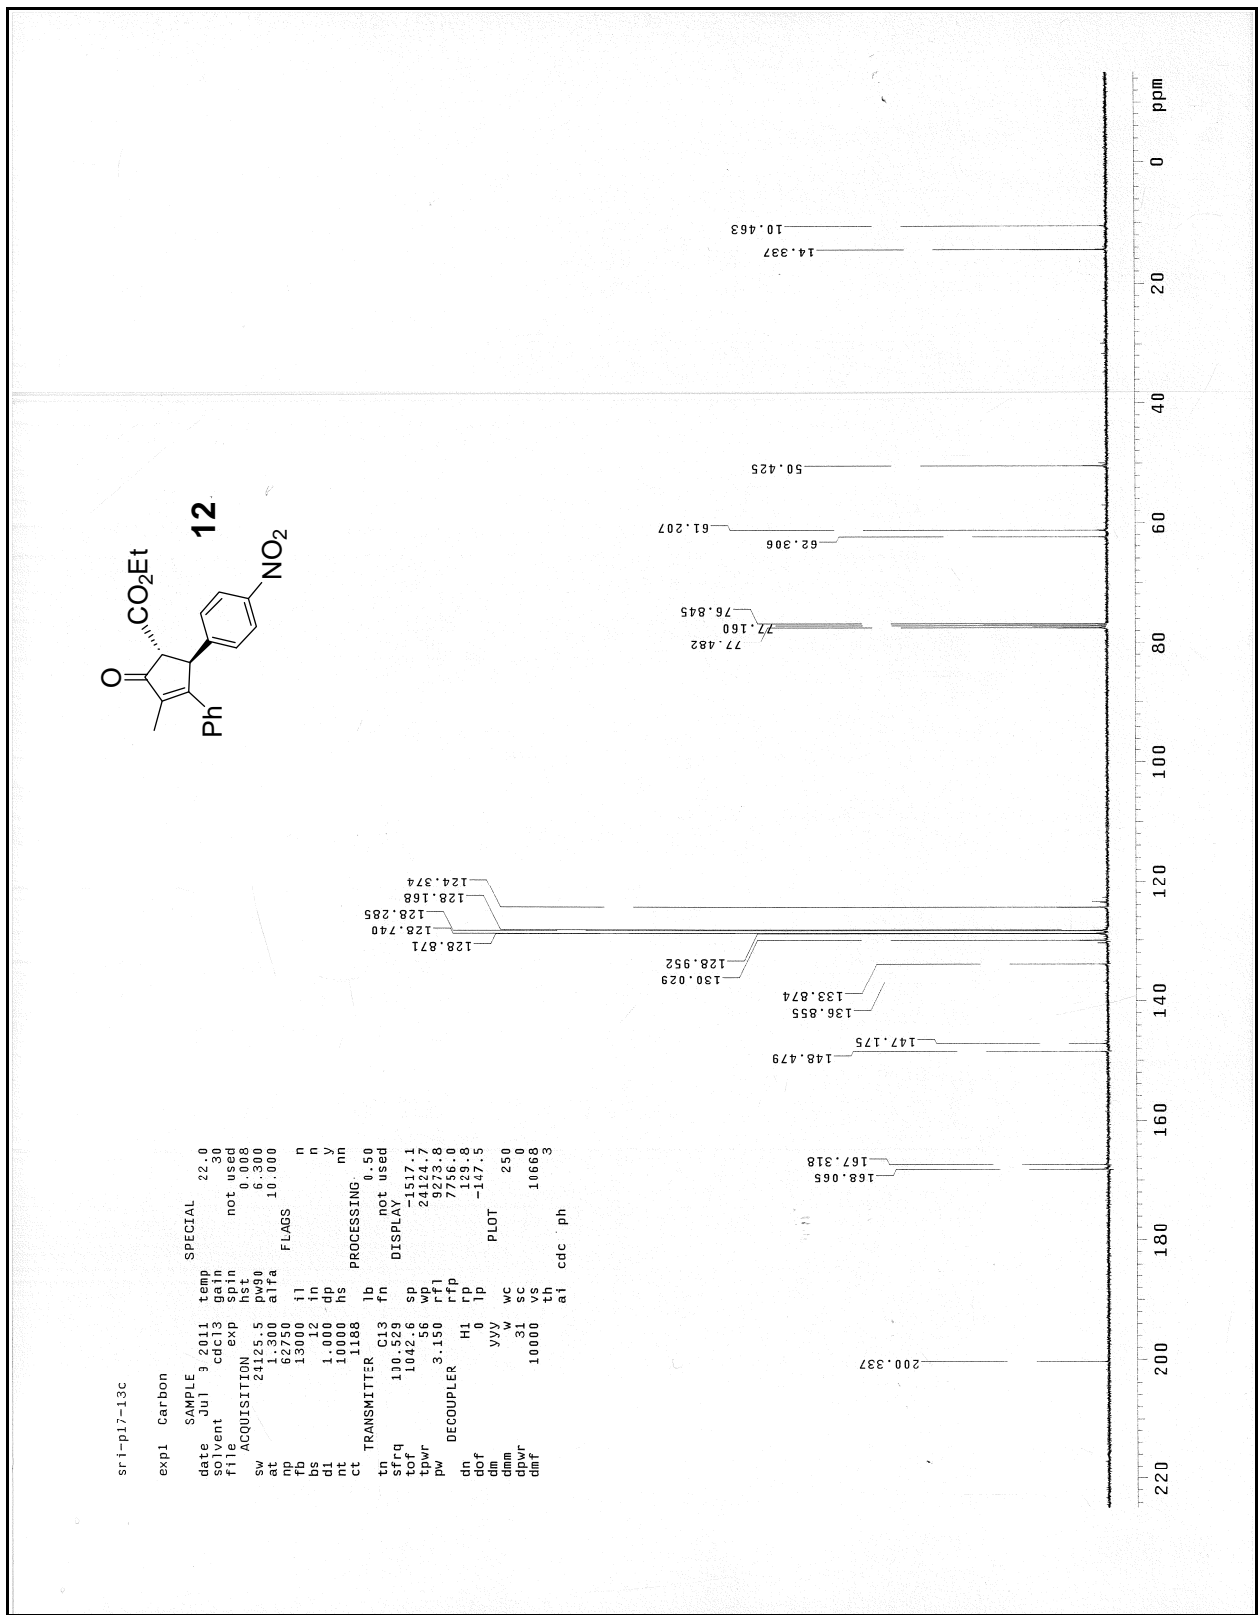 sri-p17-13c
exp1 Carbon
SAMPLE
date Jul 9 2011
solvent cdcl3
file exp
ACQUISITION
sw 24125.5
at 1.300
np 62750
fb 13000
bs 12
d1 1.000
nt 10000
ct 1188
TRANSMITTER
tn C13
sfrq 100.529
tof 1042.6
tpwr 56
pw 3.150
DECOUPLER
dn H1
dof 0
dm yyy
dmm w
dpwr 31
dmf 10000
SPECIAL
temp 22.0
gain 30
spin not used
hst 0.008
pw90 6.300
alfa 10.000
FLAGS
il n
in n
dp y
hs nn
PROCESSING
lb 0.50
fn not used
DISPLAY
sp -1517.1
wp 24124.7
rfl 9273.8
rfp 7756.0
rp 129.8
lp -147.5
PLOT
wc 250
sc 0
vs 10668
th 3
ai cdc ph
O
CO2Et
Ph
NO2
12
200.337
168.065
167.318
148.479
147.175
136.855
133.874
130.029
128.952
128.871
128.740
128.285
128.168
124.374
77.482
77.160
76.845
62.306
61.207
50.425
14.337
10.463
220 200 180 160 140 120 100 80 60 40 20 0 ppm